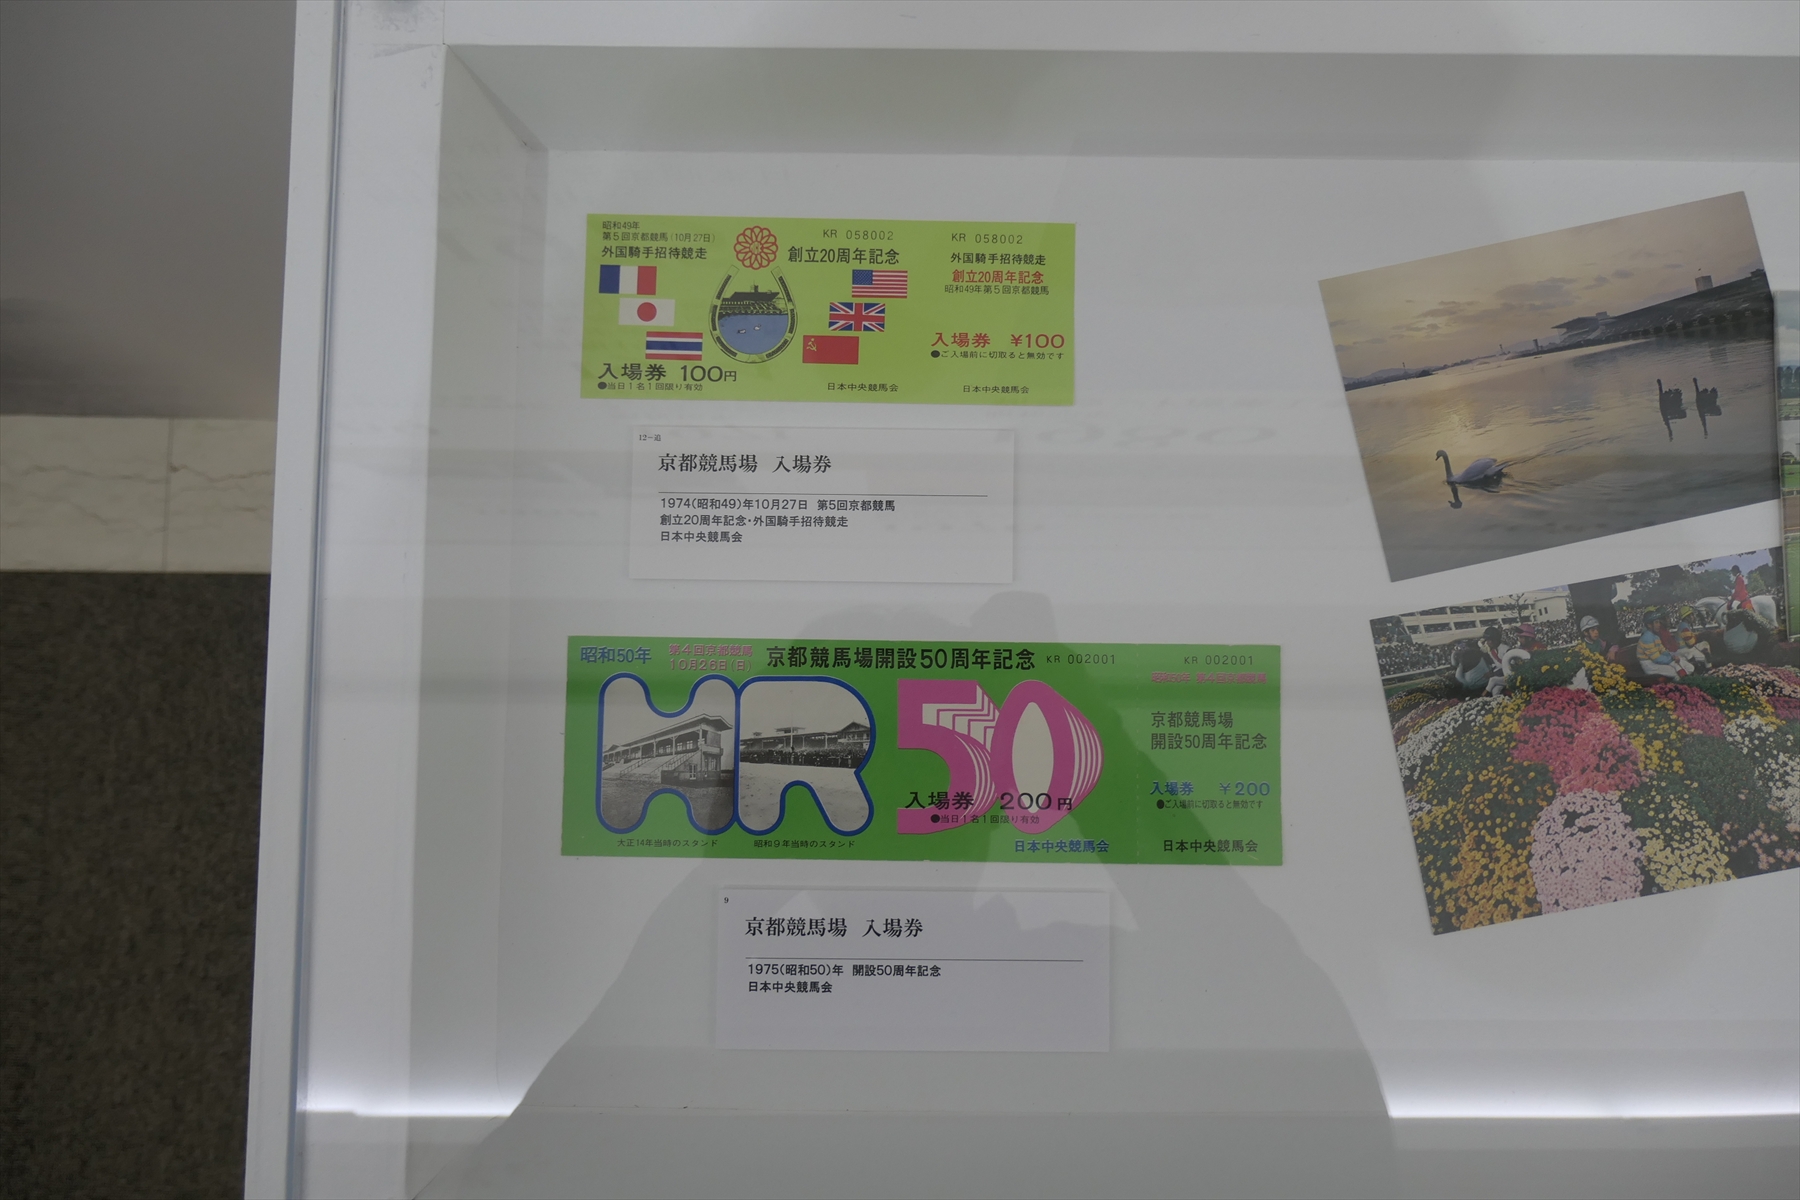 昭和49年
第5回京都競馬(10月27日)
外国騎手招待競走
KR 058002
創立20周年記念
入場券 100円
●当日1名1回限り有効
日本中央競馬会
KR 058002
外国騎手招待競走
創立20周年記念
昭和49年第5回京都競馬
入場券 ¥100
●ご入場前に切取ると無効です
日本中央競馬会
12-追
京都競馬場 入場券
1974(昭和49)年10月27日 第5回京都競馬
創立20周年記念・外国騎手招待競走
日本中央競馬会
昭和50年
第4回京都競馬
10月26日(日)
京都競馬場開設50周年記念
KR 002001
HR
50
入場券 200円
●当日1名1回限り有効
大正14年当時のスタンド
昭和9年当時のスタンド
日本中央競馬会
KR 002001
昭和50年 第4回京都競馬
京都競馬場
開設50周年記念
入場券 ¥200
●ご入場前に切取ると無効です
日本中央競馬会
9
京都競馬場 入場券
1975(昭和50)年 開設50周年記念
日本中央競馬会